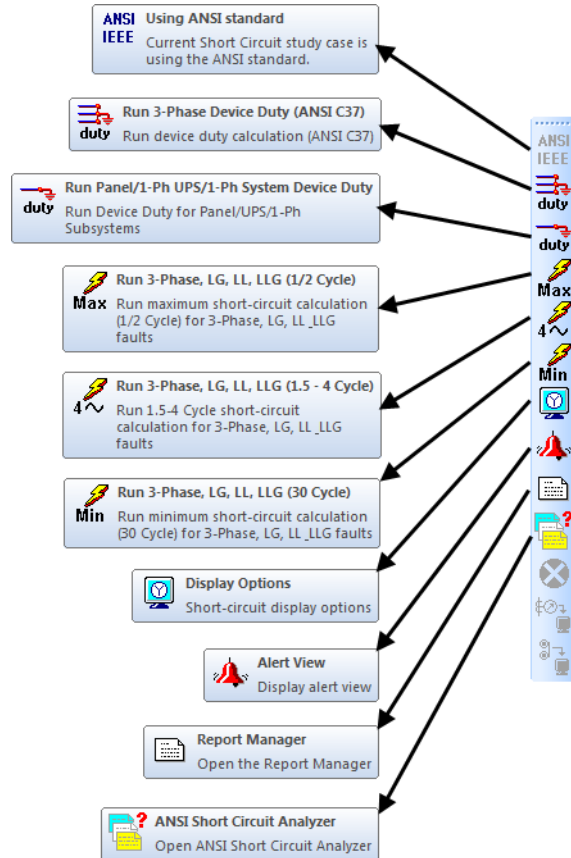 ANSI
IEEE
Using ANSI standard
Current Short Circuit study case is
using the ANSI standard.
duty
Run 3-Phase Device Duty (ANSI C37)
Run device duty calculation (ANSI C37)
duty
Run Panel/1-Ph UPS/1-Ph System Device Duty
Run Device Duty for Panel/UPS/1-Ph
Subsystems
Max
Run 3-Phase, LG, LL, LLG (1/2 Cycle)
Run maximum short-circuit calculation
(1/2 Cycle) for 3-Phase, LG, LL _LLG
faults
4
Run 3-Phase, LG, LL, LLG (1.5 - 4 Cycle)
Run 1.5-4 Cycle short-circuit
calculation for 3-Phase, LG, LL _LLG
faults
Min
Run 3-Phase, LG, LL, LLG (30 Cycle)
Run minimum short-circuit calculation
(30 Cycle) for 3-Phase, LG, LL _LLG faults
Display Options
Short-circuit display options
Alert View
Display alert view
Report Manager
Open the Report Manager
?
ANSI Short Circuit Analyzer
Open ANSI Short Circuit Analyzer
ANSI
IEEE
duty
duty
Max
4
Min
?